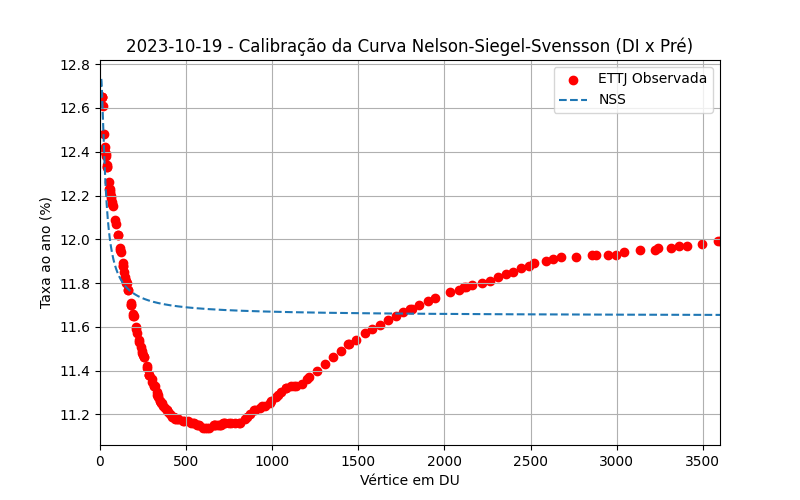 2023-10-19 - Calibração da Curva Nelson-Siegel-Svensson (DI x Pré)
12.8
12.6
12.4
12.2
12.0
11.8
11.6
11.4
11.2
Taxa ao ano (%)
ETTJ Observada
NSS
0 500 1000 1500 2000 2500 3000 3500
Vértice em DU